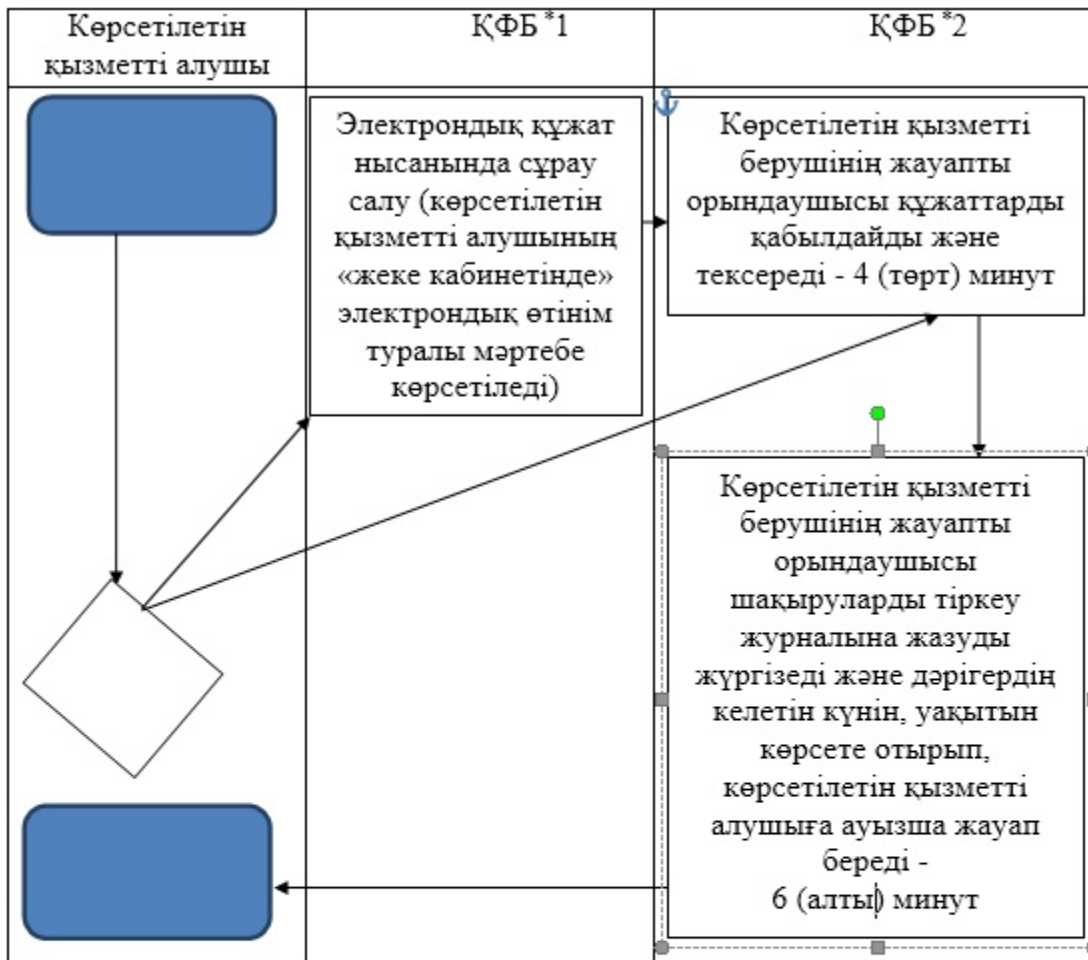 Көрсетілетін
қызметті алушы
ҚФБ *1
ҚФБ *2
Электрондық құжат
нысанында сұрау
салу (көрсетілетін
қызметті алушының
«жеке кабинетінде»
электрондық өтінім
туралы мәртебе
көрсетіледі)
Көрсетілетін қызметті
берушінің жауапты
орындаушысы құжаттарды
қабылдайды және
тексереді - 4 (төрт) минут
Көрсетілетін қызметті
берушінің жауапты
орындаушысы
шақыруларды тіркеу
журналына жазуды
жүргізеді және дәрігердің
келетін күнін, уақытын
көрсете отырып,
көрсетілетін қызметті
алушыға ауызша жауап
береді -
6 (алты) минут